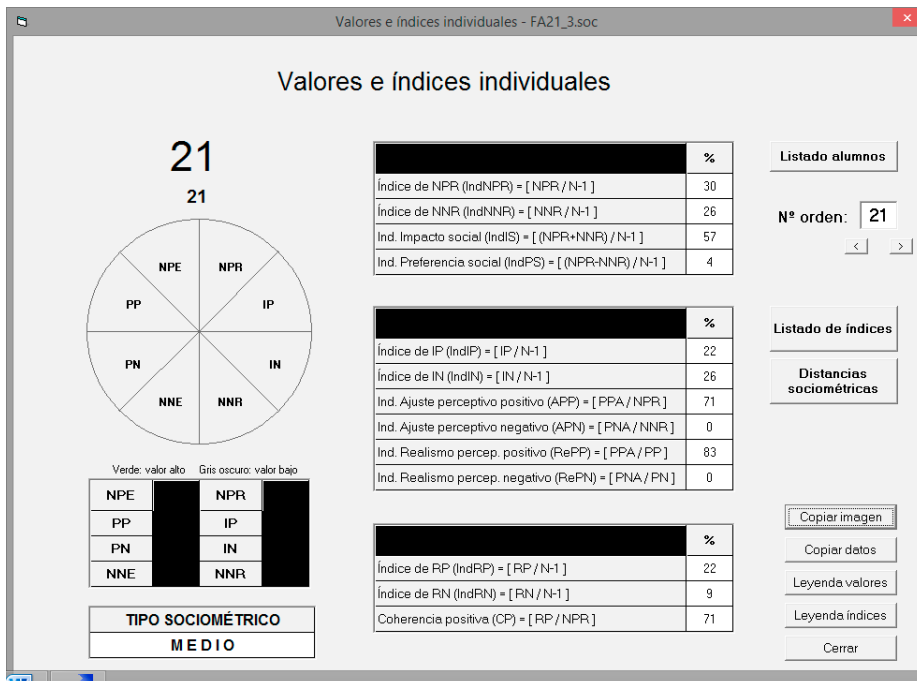 Valores e índices individuales - FA21_3.soc
×
Valores e índices individuales
21
21
NPE NPR
PP IP
PN IN
NNE NNR
Verde: valor alto Gris oscuro: valor bajo
NPE NPR
PP IP
PN IN
NNE NNR
TIPO SOCIOMÉTRICO
MEDIO
%
Índice de NPR (IndNPR) = [ NPR / N-1 ] 30
Índice de NNR (IndNNR) = [ NNR / N-1 ] 26
Ind. Impacto social (IndIS) = [ (NPR+NNR) / N-1 ] 57
Ind. Preferencia social (IndPS) = [ (NPR-NNR) / N-1 ] 4
%
Índice de IP (IndIP) = [ IP / N-1 ] 22
Índice de IN (IndIN) = [ IN / N-1 ] 26
Ind. Ajuste perceptivo positivo (APP) = [ PPA / NPR ] 71
Ind. Ajuste perceptivo negativo (APN) = [ PNA / NNR ] 0
Ind. Realismo percep. positivo (RePP) = [ PPA / PP ] 83
Ind. Realismo percep. negativo (RePN) = [ PNA / PN ] 0
%
Índice de RP (IndRP) = [ RP / N-1 ] 22
Índice de RN (IndRN) = [ RN / N-1 ] 9
Coherencia positiva (CP) = [ RP / NPR ] 71
Listado alumnos
Nº orden: 21
< >
Listado de índices
Distancias
sociométricas
Copiar imagen
Copiar datos
Leyenda valores
Leyenda índices
Cerrar